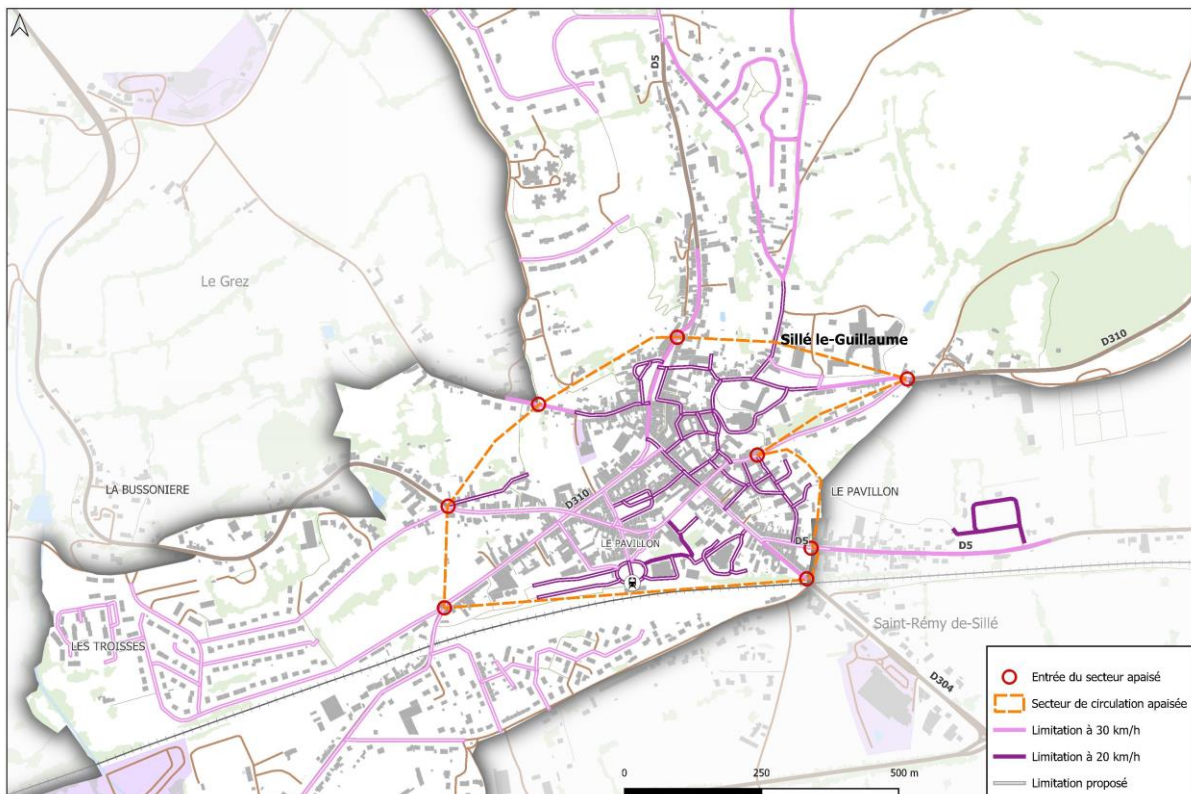 D5
Le Grez
Sillé le-Guillaume
D310
LA BUSSONIERE
D310
LE PAVILLON
LE PAVILLON
D5
D5
LES TROISSES
Saint-Rémy de-Sillé
D304
Entrée du secteur apaisé
Secteur de circulation apaisée
Limitation à 30 km/h
Limitation à 20 km/h
Limitation proposé
0 250 500 m